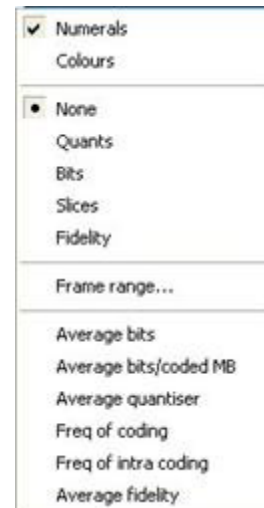 Numerals
Colours
None
Quants
Bits
Slices
Fidelity
Frame range...
Average bits
Average bits/coded MB
Average quantiser
Freq of coding
Freq of intra coding
Average fidelity